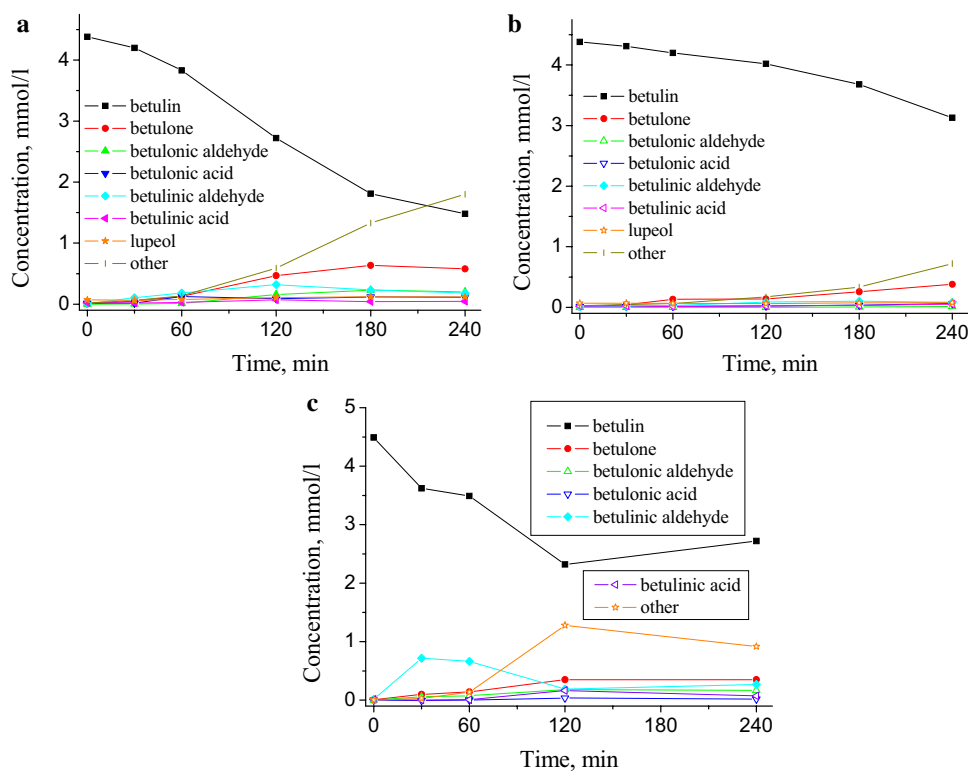 a
Concentration, mmol/l
4
3
2
1
0
betulin
betulone
betulonic aldehyde
betulonic acid
betulinic aldehyde
betulinic acid
lupeol
other
0 60 120 180 240
Time, min
b
Concentration, mmol/l
4
3
2
1
0
betulin
betulone
betulonic aldehyde
betulonic acid
betulinic aldehyde
betulinic acid
lupeol
other
0 60 120 180 240
Time, min
c
Concentration, mmol/l
5
4
3
2
1
0
betulin
betulone
betulonic aldehyde
betulonic acid
betulinic aldehyde
betulinic acid
other
0 60 120 180 240
Time, min